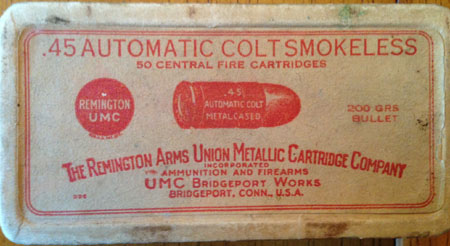 .45 AUTOMATIC COLT SMOKELESS
50 CENTRAL FIRE CARTRIDGES
REMINGTON
UMC
.45
AUTOMATIC COLT
METAL CASED
200 GRS
BULLET
THE REMINGTON ARMS UNION METALLIC CARTRIDGE COMPANY
INCORPORATED
AMMUNITION AND FIREARMS
UMC BRIDGEPORT WORKS
BRIDGEPORT, CONN., U.S.A.